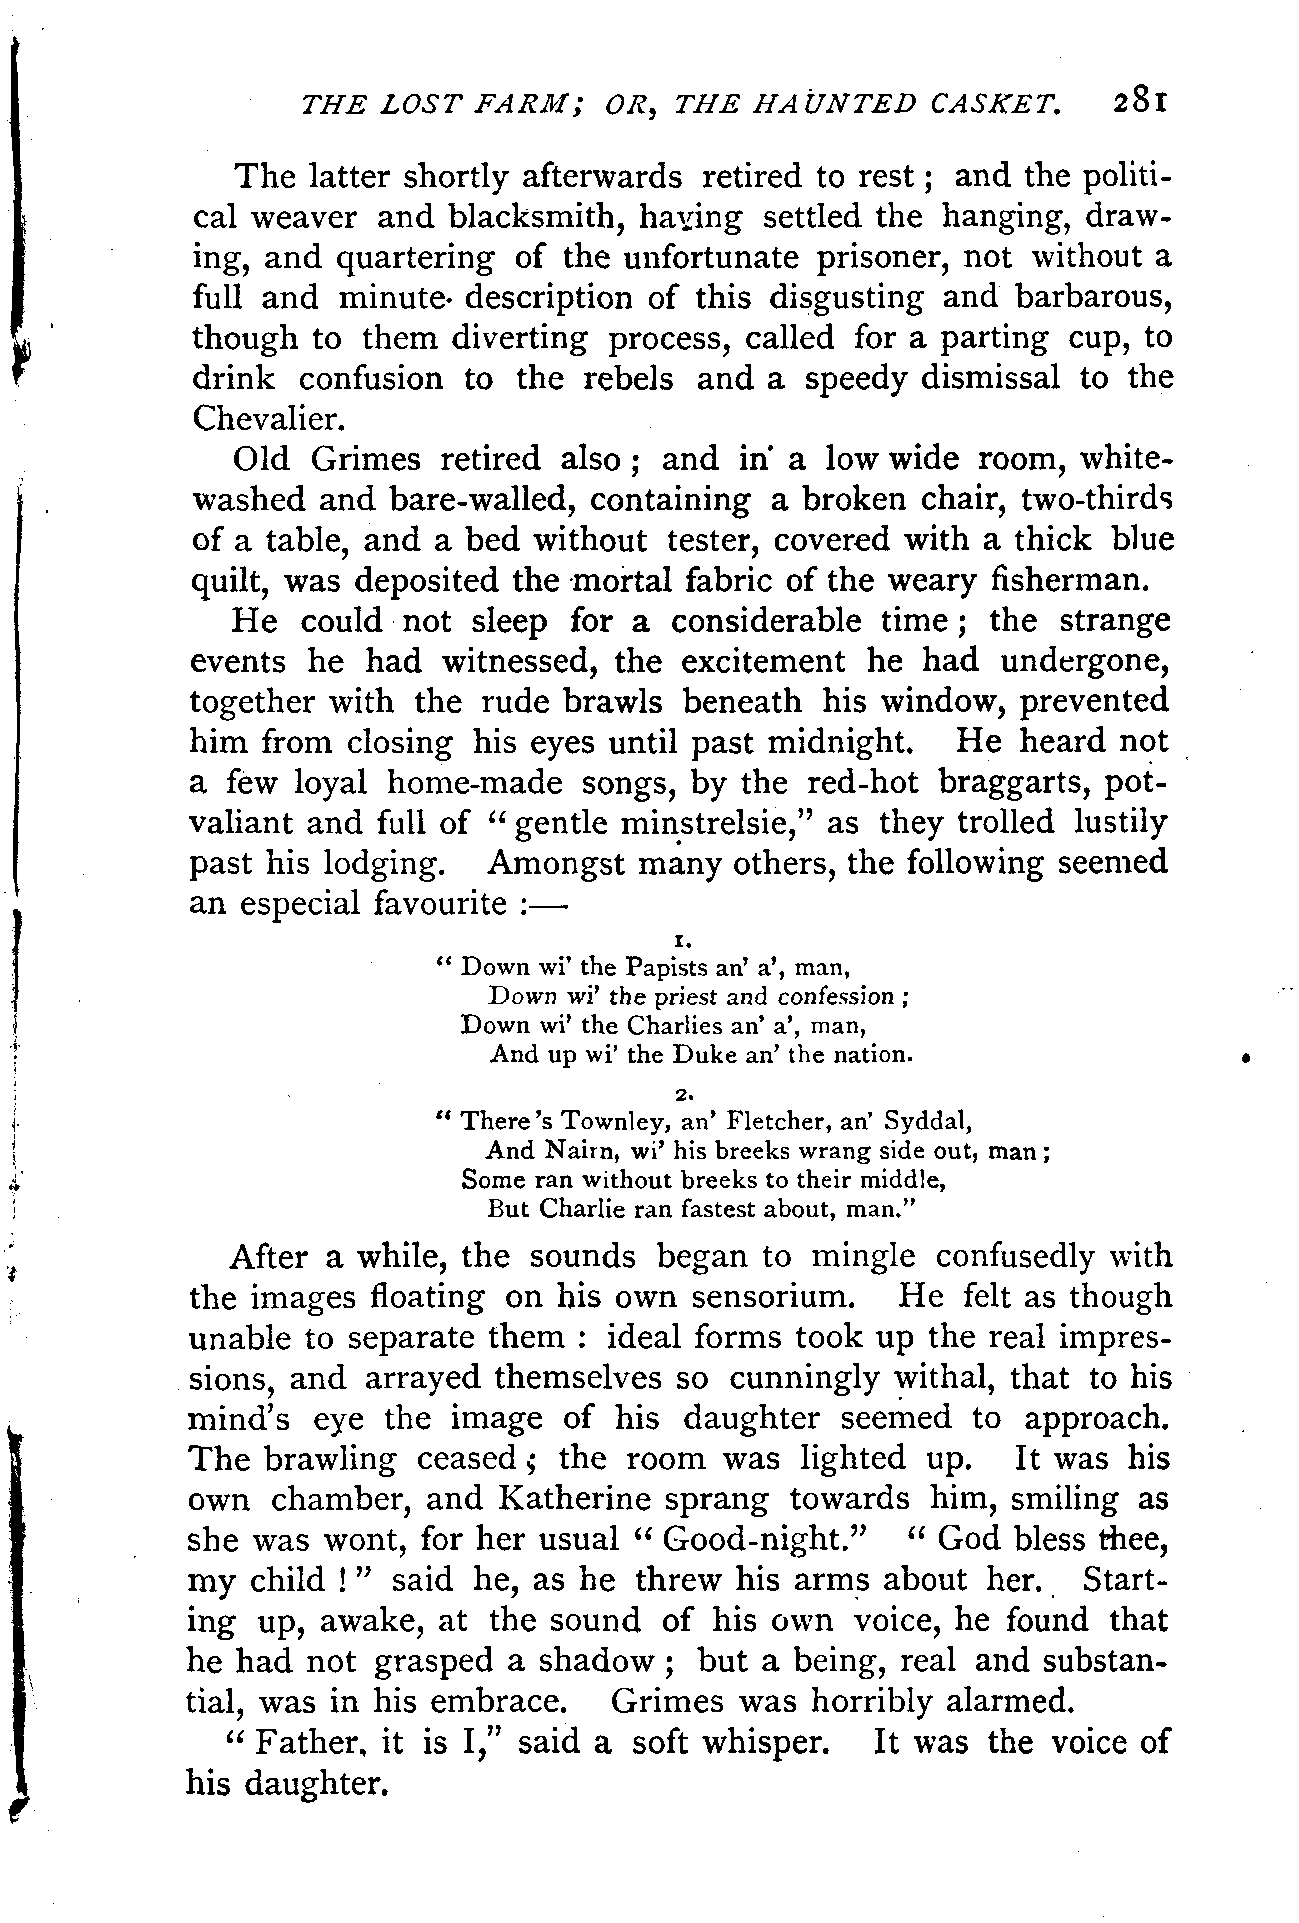 THE LOST FARM; OR, THE HAUNTED CASKET. 281
The latter shortly afterwards retired to rest ; and the politi-
cal weaver and blacksmith, having settled the hanging, draw-
ing, and quartering of the unfortunate prisoner, not without a
full and minute description of this disgusting and barbarous,
though to them diverting process, called for a parting cup, to
drink confusion to the rebels and a speedy dismissal to the
Chevalier.
Old Grimes retired also ; and in a low wide room, white-
washed and bare-walled, containing a broken chair, two-thirds
of a table, and a bed without tester, covered with a thick blue
quilt, was deposited the mortal fabric of the weary fisherman.
He could not sleep for a considerable time ; the strange
events he had witnessed, the excitement he had undergone,
together with the rude brawls beneath his window, prevented
him from closing his eyes until past midnight. He heard not
a few loyal home-made songs, by the red-hot braggarts, pot-
valiant and full of " gentle minstrelsie," as they trolled lustily
past his lodging. Amongst many others, the following seemed
an especial favourite :—
1.
" Down wi' the Papists an' a', man,
Down wi' the priest and confession ;
Down wi' the Charlies an' a', man,
And up wi' the Duke an' the nation.
2.
" There's Townley, an' Fletcher, an' Syddal,
And Nairn, wi' his breeks wrang side out, man ;
Some ran without breeks to their middle,
But Charlie ran fastest about, man."
After a while, the sounds began to mingle confusedly with
the images floating on his own sensorium. He felt as though
unable to separate them : ideal forms took up the real impres-
sions, and arrayed themselves so cunningly withal, that to his
mind's eye the image of his daughter seemed to approach.
The brawling ceased ; the room was lighted up. It was his
own chamber, and Katherine sprang towards him, smiling as
she was wont, for her usual " Good-night." " God bless thee,
my child ! " said he, as he threw his arms about her. Start-
ing up, awake, at the sound of his own voice, he found that
he had not grasped a shadow ; but a being, real and substan-
tial, was in his embrace. Grimes was horribly alarmed.
" Father, it is I," said a soft whisper. It was the voice of
his daughter.